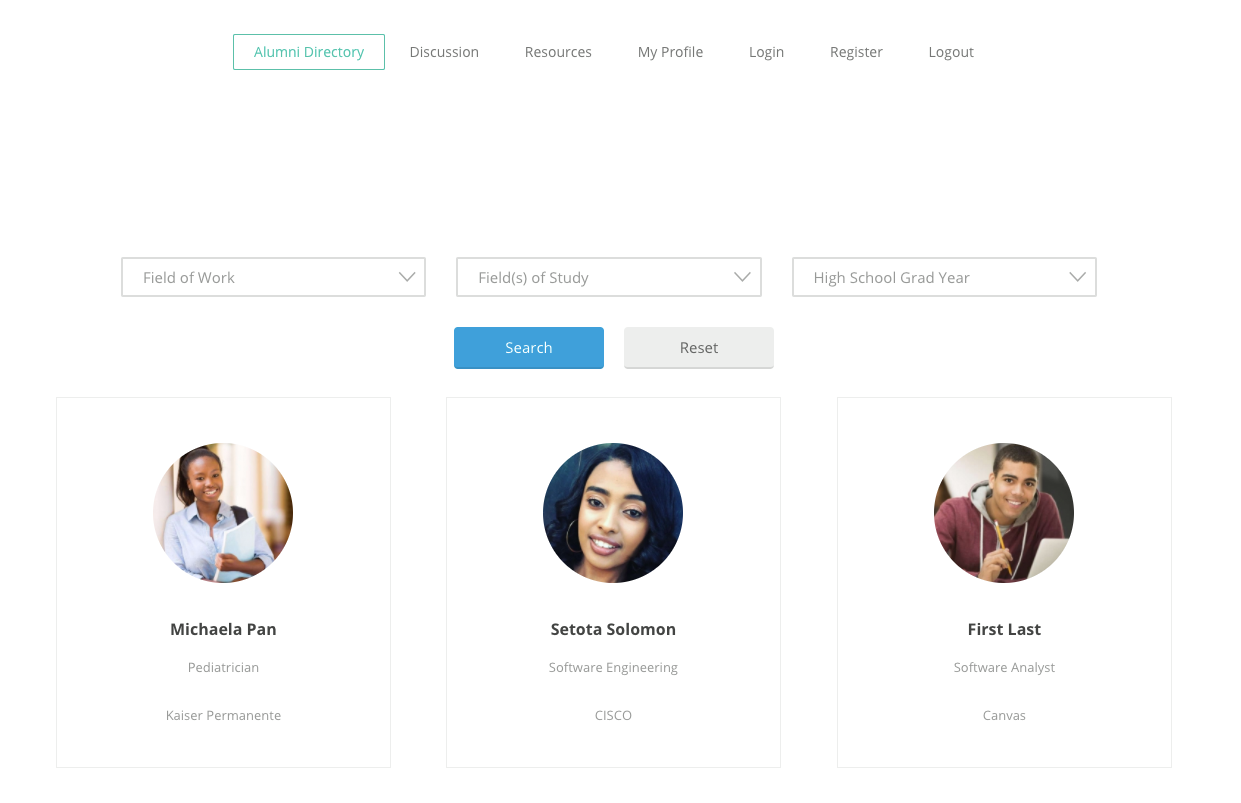 Alumni Directory Discussion Resources My Profile Login Register Logout
Field of Work Field(s) of Study High School Grad Year
Search Reset
Michaela Pan Setota Solomon First Last
Pediatrician Software Engineering Software Analyst
Kaiser Permanente CISCO Canvas